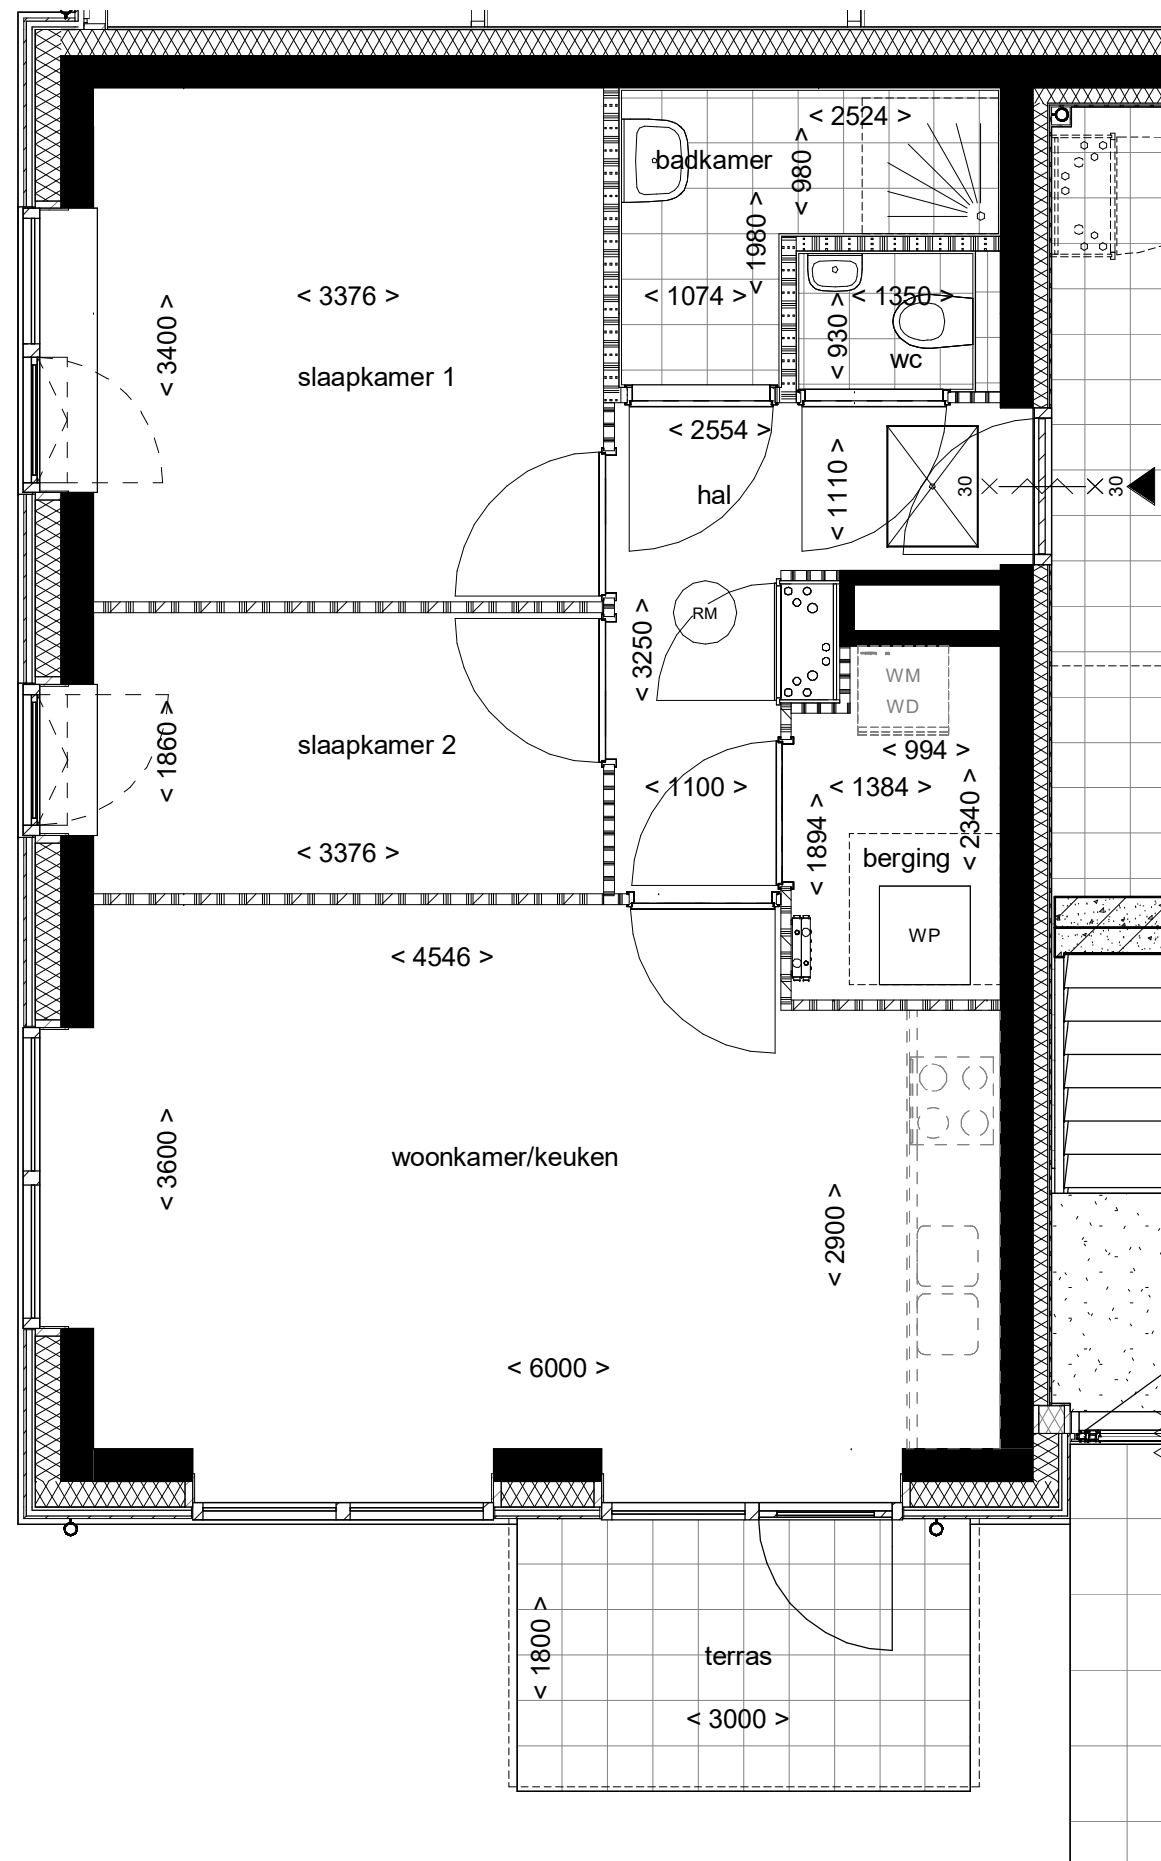 < 2524 >
badkamer
< 980 >
< 1980 >
< 3376 >
< 1074 >
< 1350 >
< 3400 >
< 930 >
wc
slaapkamer 1
< 2554 >
hal
< 1110 >
30
30
RM
< 3250 >
WM
WD
slaapkamer 2
< 1860 >
< 994 >
< 1100 >
< 1384 >
< 2340 >
< 1894 >
< 3376 >
berging
WP
< 4546 >
woonkamer/keuken
< 3600 >
< 2900 >
< 6000 >
terras
< 1800 >
< 3000 >